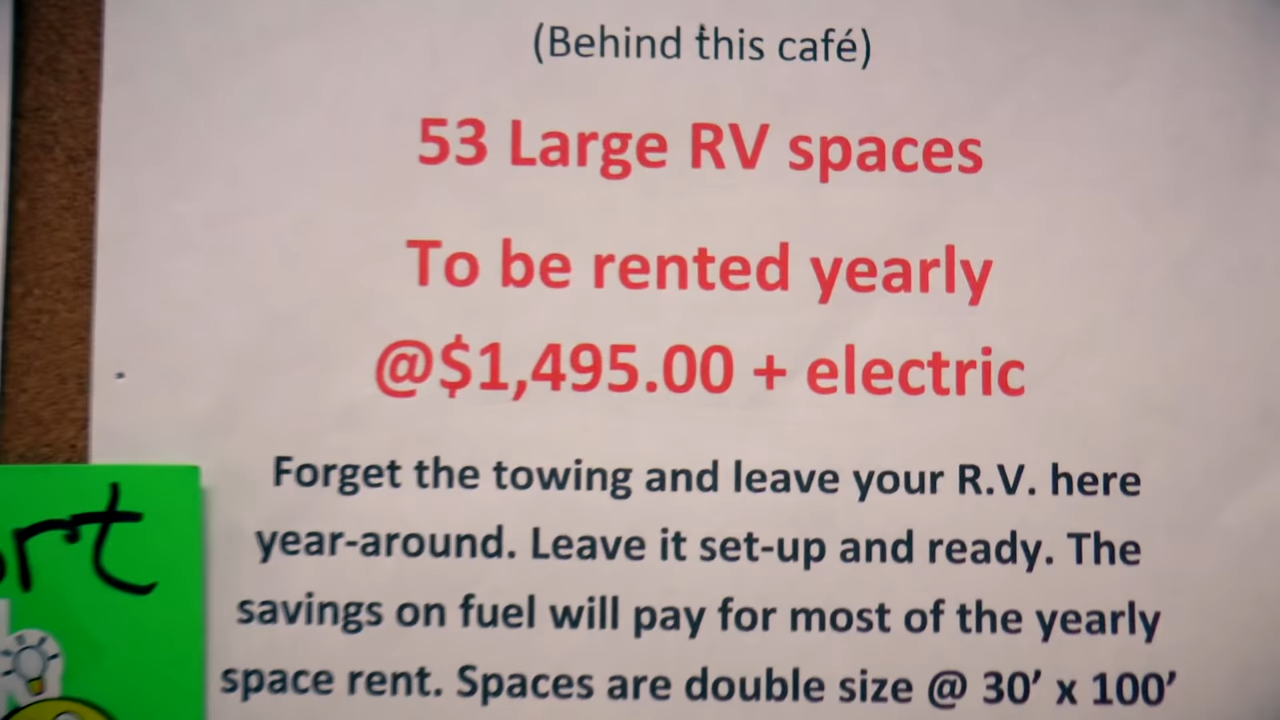 (Behind this café)
53 Large RV spaces
To be rented yearly
@$1,495.00 + electric
Forget the towing and leave your R.V. here
year-around. Leave it set-up and ready. The
savings on fuel will pay for most of the yearly
space rent. Spaces are double size @ 30’ x 100’